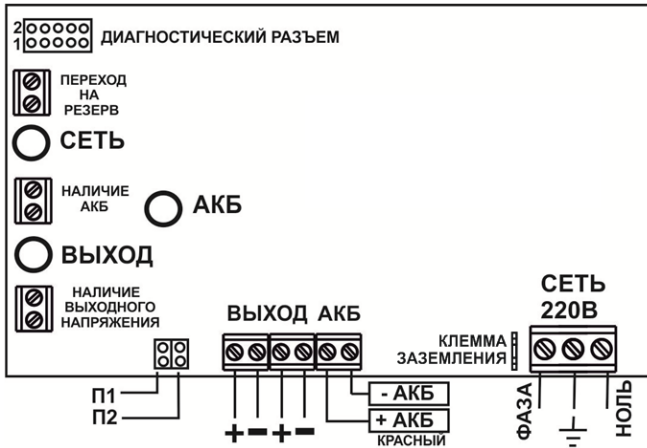 2
1
ДИАГНОСТИЧЕСКИЙ РАЗЪЕМ
ПЕРЕХОД
НА
РЕЗЕРВ
СЕТЬ
НАЛИЧИЕ
АКБ
АКБ
ВЫХОД
НАЛИЧИЕ
ВЫХОДНОГО
НАПРЯЖЕНИЯ
ВЫХОД АКБ
КЛЕММА
ЗАЗЕМЛЕНИЯ
СЕТЬ
220В
П1
П2
+ - + -
- АКБ
+ АКБ
КРАСНЫЙ
ФАЗА
НОЛЬ